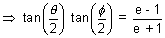 ⇒ tan(θ/2) tan(ϕ/2) = (e - 1)/(e + 1)